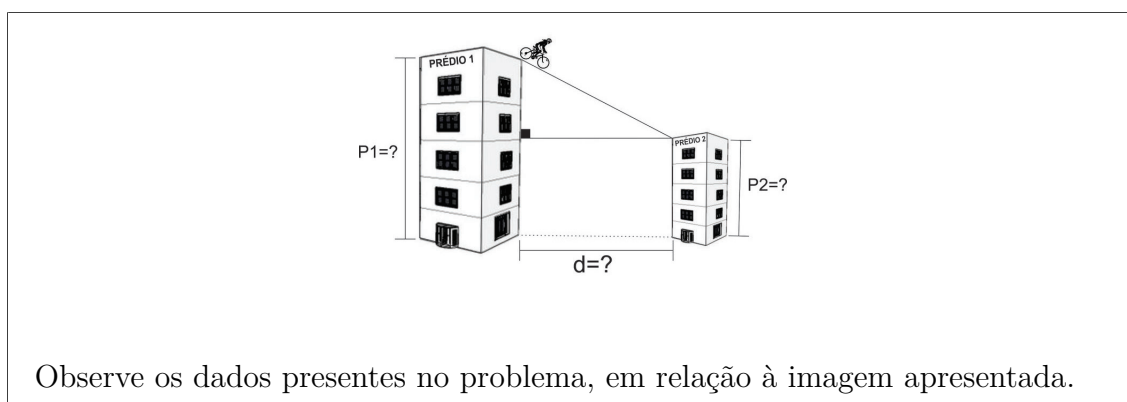 PRÉDIO 1
P1=?
PRÉDIO 2
P2=?
d=?
Observe os dados presentes no problema, em relação à imagem apresentada.